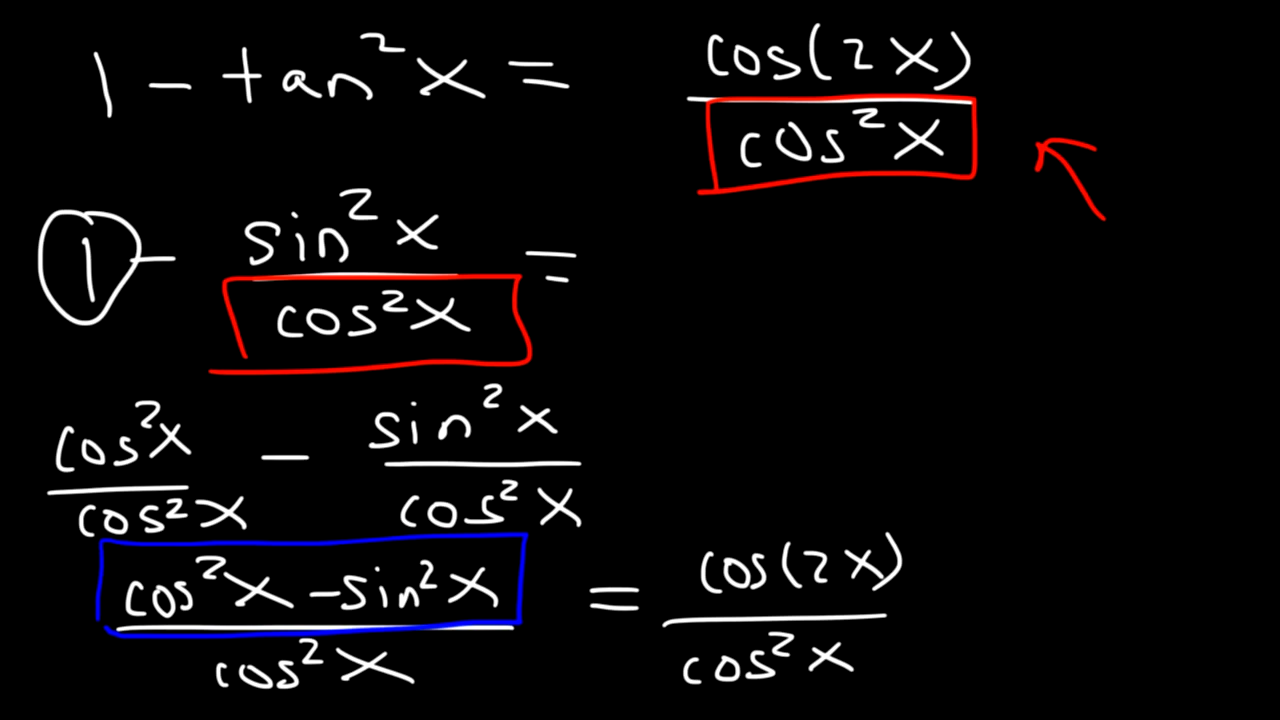 1 - tan²x = cos(2x) / cos²x
1 - sin²x / cos²x =
cos²x / cos²x - sin²x / cos²x
cos²x - sin²x / cos²x = cos(2x) / cos²x